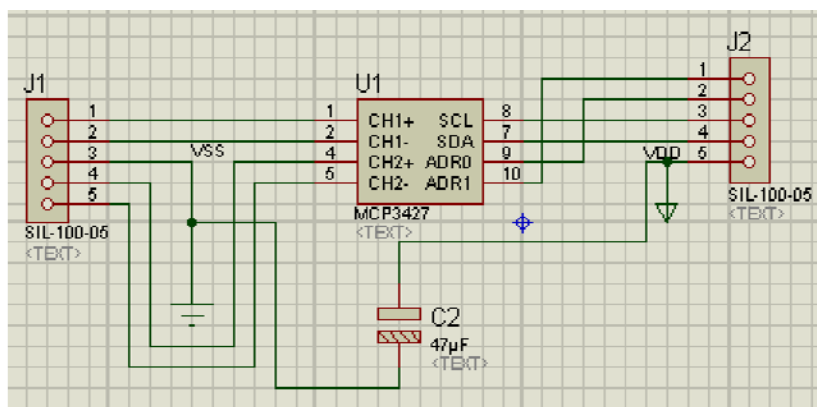 J1
1
2
3
4
5
SIL-100-05
<TEXT>
VSS
U1
1
2
4
5
CH1+ SCL
CH1- SDA
CH2+ ADR0
CH2- ADR1
8
7
9
10
MCP3427
<TEXT>
C2
47µF
<TEXT>
J2
1
2
3
4
5
VDD
SIL-100-05
<TEXT>